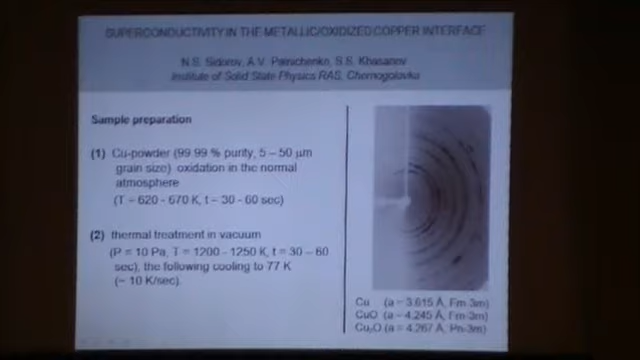 SUPERCONDUCTIVITY IN THE METALLIC/OXIDIZED COPPER INTERFACE
N.S. Sidorov, A.V. Palnichenko, S.S. Khasanov
Institute of Solid State Physics RAS, Chernogolovka
Sample preparation
(1) Cu-powder (99.99 % purity, 5 – 50 μm
grain size) oxidation in the normal
atmosphere
(T ~ 620 - 670 K, t ~ 30 - 60 sec)
(2) thermal treatment in vacuum
(P = 10 Pa, T = 1200 - 1250 K, t = 30 – 60
sec), the following cooling to 77 K
(~ 10 K/sec).
Cu (a = 3.615 Å, Fm-3m)
CuO (a = 4.245 Å, Fm-3m)
Cu₂O (a = 4.267 Å, Pn-3m)